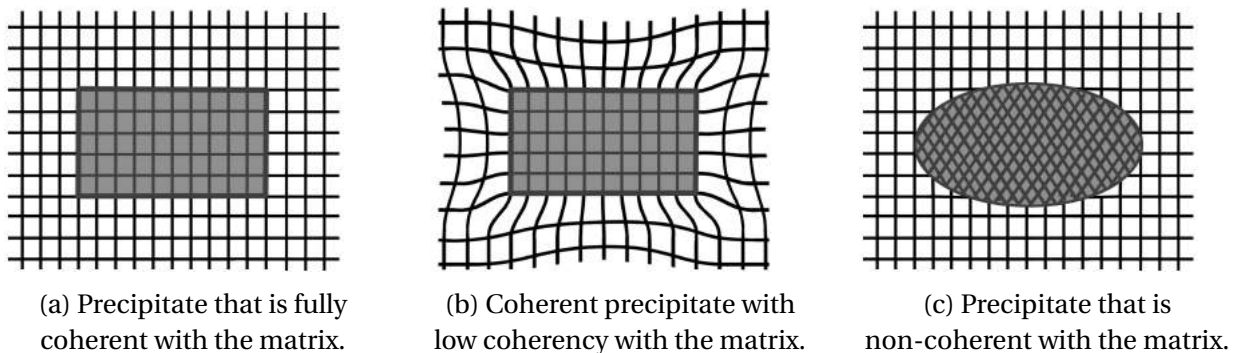 (a) Precipitate that is fully
coherent with the matrix.
(b) Coherent precipitate with
low coherency with the matrix.
(c) Precipitate that is
non-coherent with the matrix.